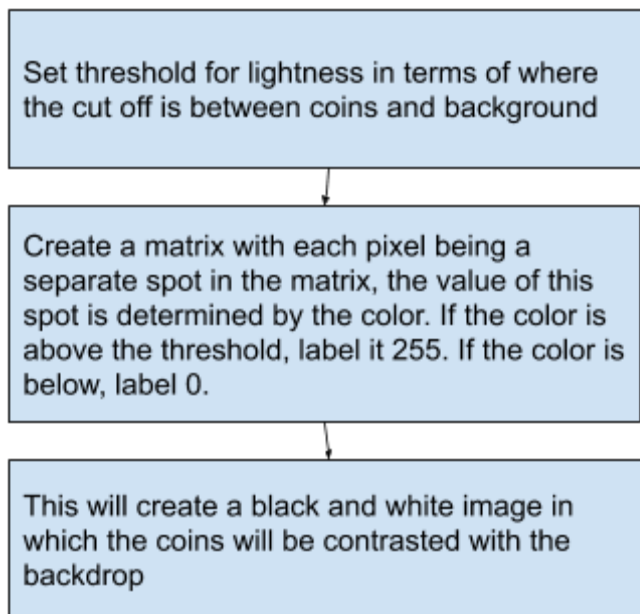 Set threshold for lightness in terms of where
the cut off is between coins and background
Create a matrix with each pixel being a
separate spot in the matrix, the value of this
spot is determined by the color. If the color is
above the threshold, label it 255. If the color is
below, label 0.
This will create a black and white image in
which the coins will be contrasted with the
backdrop